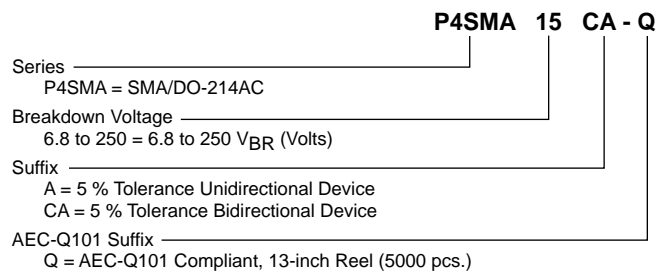 P4SMA 15 CA - Q
Series
P4SMA = SMA/DO-214AC
Breakdown Voltage
6.8 to 250 = 6.8 to 250 VBR (Volts)
Suffix
A = 5 % Tolerance Unidirectional Device
CA = 5 % Tolerance Bidirectional Device
AEC-Q101 Suffix
Q = AEC-Q101 Compliant, 13-inch Reel (5000 pcs.)